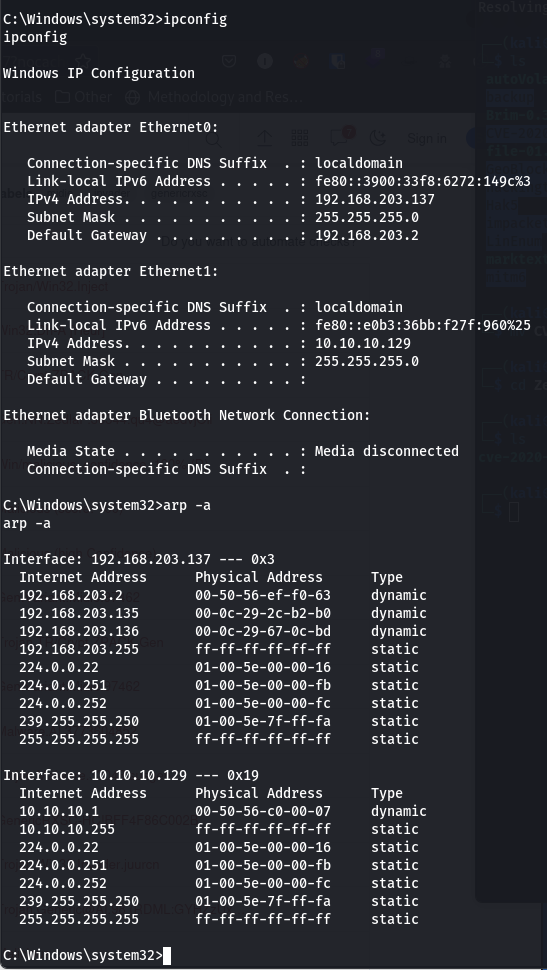 C:\Windows\system32>ipconfig
ipconfig
Windows IP Configuration
Ethernet adapter Ethernet0:
Connection-specific DNS Suffix  . : localdomain
Link-local IPv6 Address . . . . . : fe80::3900:33f8:6272:149c%3
IPv4 Address. . . . . . . . . . . : 192.168.203.137
Subnet Mask . . . . . . . . . . . : 255.255.255.0
Default Gateway . . . . . . . . . : 192.168.203.2
Ethernet adapter Ethernet1:
Connection-specific DNS Suffix  . : localdomain
Link-local IPv6 Address . . . . . : fe80::e0b3:36bb:f27f:960%25
IPv4 Address. . . . . . . . . . . : 10.10.10.129
Subnet Mask . . . . . . . . . . . : 255.255.255.0
Default Gateway . . . . . . . . . :
Ethernet adapter Bluetooth Network Connection:
Media State . . . . . . . . . . . : Media disconnected
Connection-specific DNS Suffix  . :
C:\Windows\system32>arp -a
arp -a
Interface: 192.168.203.137 --- 0x3
Internet Address      Physical Address      Type
192.168.203.2         00-50-56-ef-f0-63     dynamic
192.168.203.135       00-0c-29-2c-b2-b0     dynamic
192.168.203.136       00-0c-29-67-0c-bd     dynamic
192.168.203.255       ff-ff-ff-ff-ff-ff     static
224.0.0.22            01-00-5e-00-00-16     static
224.0.0.251           01-00-5e-00-00-fb     static
224.0.0.252           01-00-5e-00-00-fc     static
239.255.255.250       01-00-5e-7f-ff-fa     static
255.255.255.255       ff-ff-ff-ff-ff-ff     static
Interface: 10.10.10.129 --- 0x19
Internet Address      Physical Address      Type
10.10.10.1            00-50-56-c0-00-07     dynamic
10.10.10.255          ff-ff-ff-ff-ff-ff     static
224.0.0.22            01-00-5e-00-00-16     static
224.0.0.251           01-00-5e-00-00-fb     static
224.0.0.252           01-00-5e-00-00-fc     static
239.255.255.250       01-00-5e-7f-ff-fa     static
255.255.255.255       ff-ff-ff-ff-ff-ff     static
C:\Windows\system32>